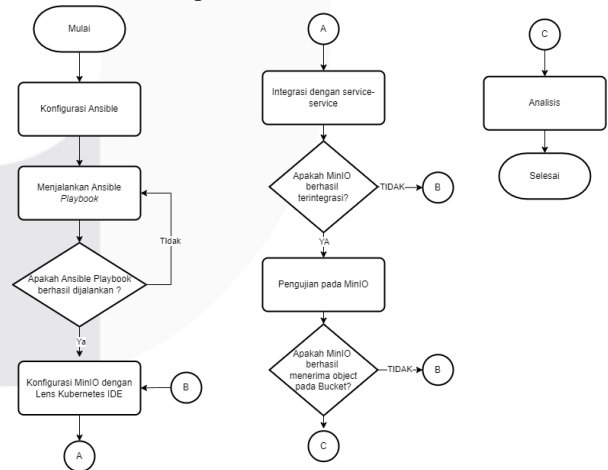 Mulai
Konfigurasi Ansible
Menjalankan Ansible
Playbook
TIdak
Apakah Ansible Playbook
berhasil dijalankan ?
Ya
Konfigurasi MinIO dengan
Lens Kubernetes IDE
B
A
A
Integrasi dengan service-
service
Apakah MinIO
berhasil
terintegrasi?
TIDAK
B
YA
Pengujian pada MinIO
Apakah MinIO
berhasil
menerima object
pada Bucket?
TIDAK
B
C
C
Analisis
Selesai